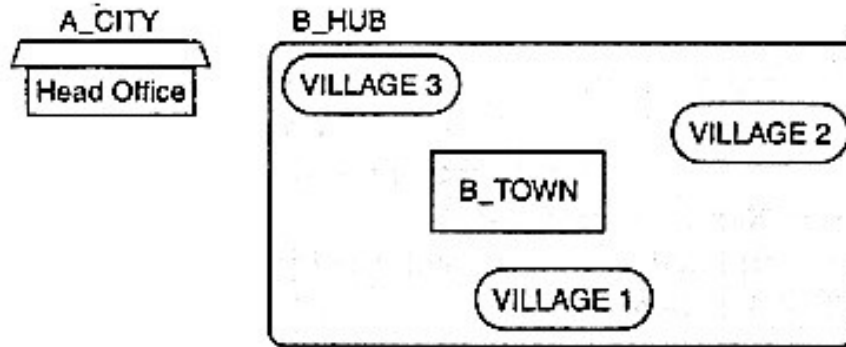 A_CITY
Head Office
B_HUB
VILLAGE 3
VILLAGE 2
B_TOWN
VILLAGE 1